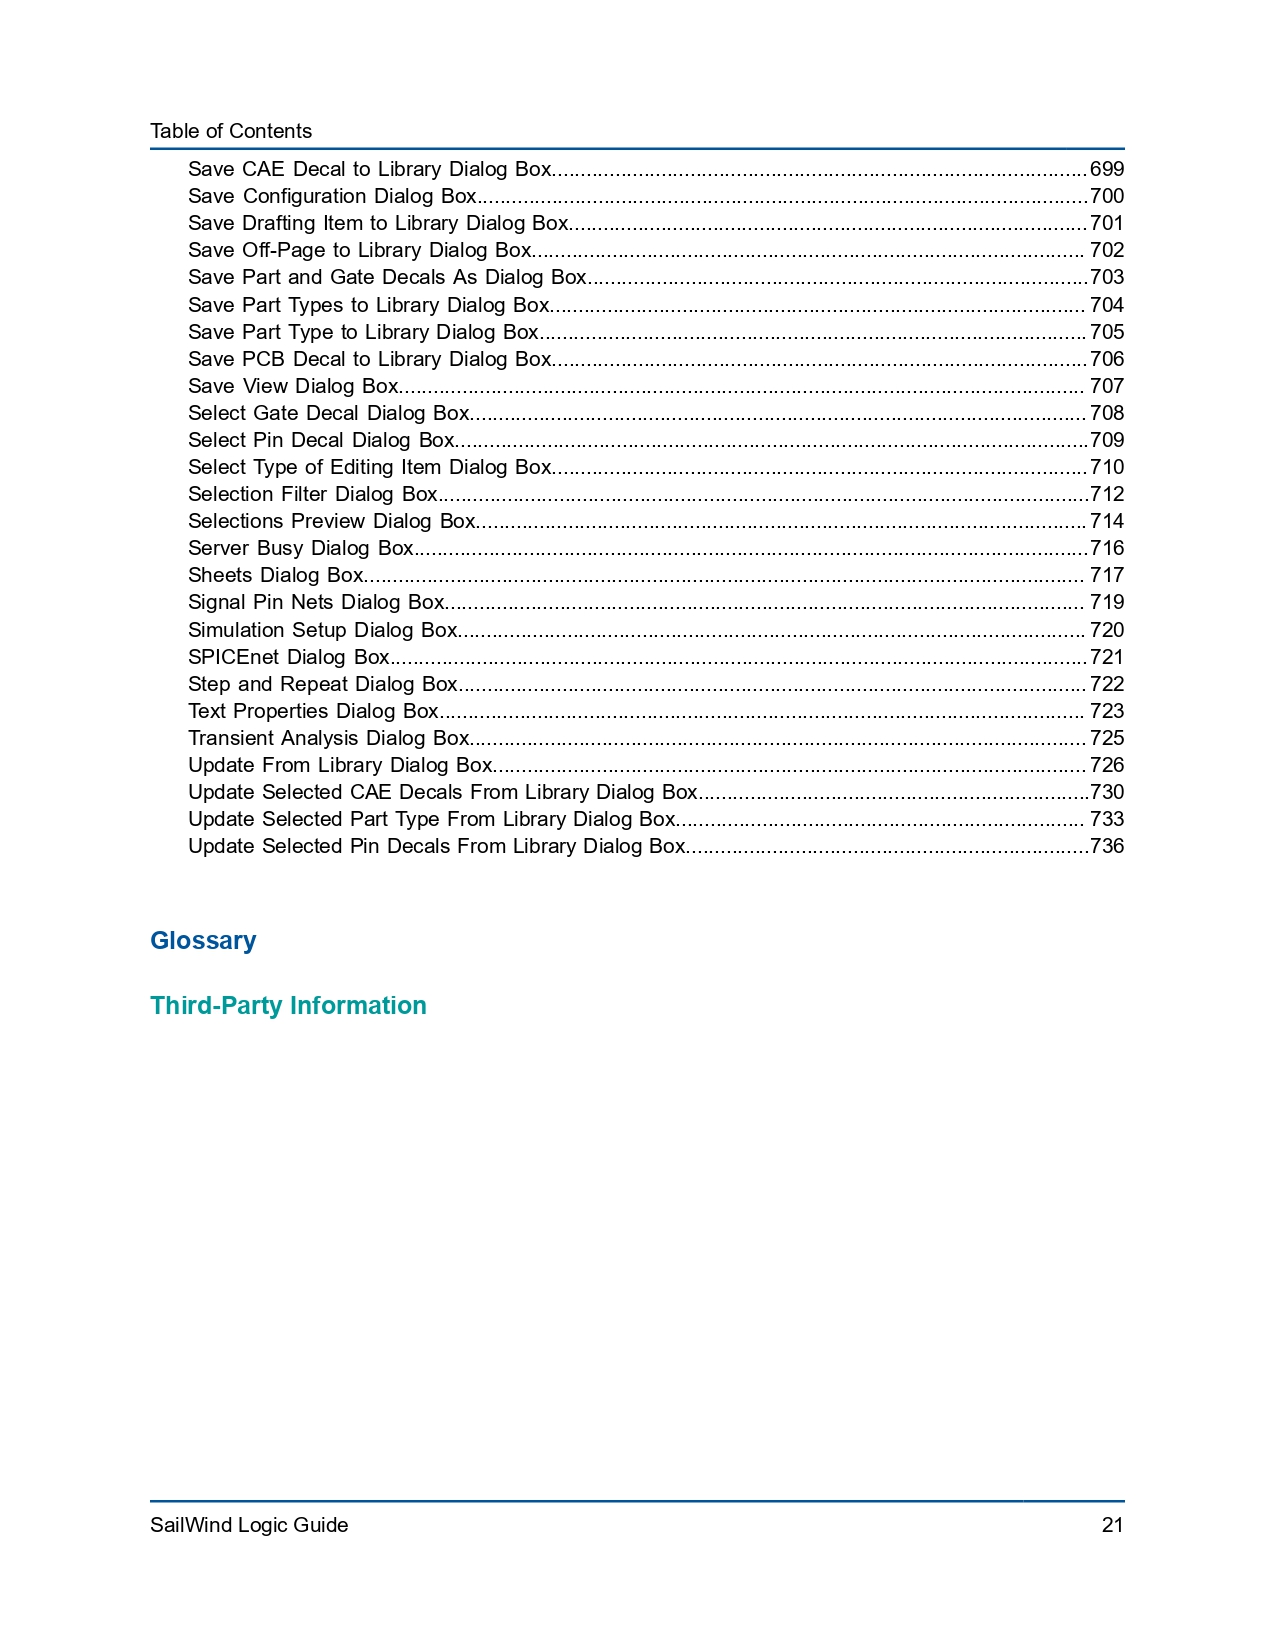 Table of Contents
Save CAE Decal to Library Dialog Box........................................................................................699
Save Configuration Dialog Box........................................................................................700
Save Drafting Item to Library Dialog Box........................................................................................701
Save Off-Page to Library Dialog Box........................................................................................ 702
Save Part and Gate Decals As Dialog Box........................................................................................703
Save Part Types to Library Dialog Box........................................................................................ 704
Save Part Type to Library Dialog Box........................................................................................ 705
Save PCB Decal to Library Dialog Box........................................................................................706
Save View Dialog Box........................................................................................ 707
Select Gate Decal Dialog Box........................................................................................ 708
Select Pin Decal Dialog Box........................................................................................709
Select Type of Editing Item Dialog Box........................................................................................710
Selection Filter Dialog Box........................................................................................712
Selections Preview Dialog Box........................................................................................ 714
Server Busy Dialog Box........................................................................................716
Sheets Dialog Box........................................................................................ 717
Signal Pin Nets Dialog Box........................................................................................ 719
Simulation Setup Dialog Box........................................................................................ 720
SPICEnet Dialog Box........................................................................................721
Step and Repeat Dialog Box........................................................................................ 722
Text Properties Dialog Box........................................................................................ 723
Transient Analysis Dialog Box........................................................................................ 725
Update From Library Dialog Box........................................................................................ 726
Update Selected CAE Decals From Library Dialog Box....................................................................730
Update Selected Part Type From Library Dialog Box....................................................................... 733
Update Selected Pin Decals From Library Dialog Box......................................................................736
Glossary
Third-Party Information
SailWind Logic Guide
21